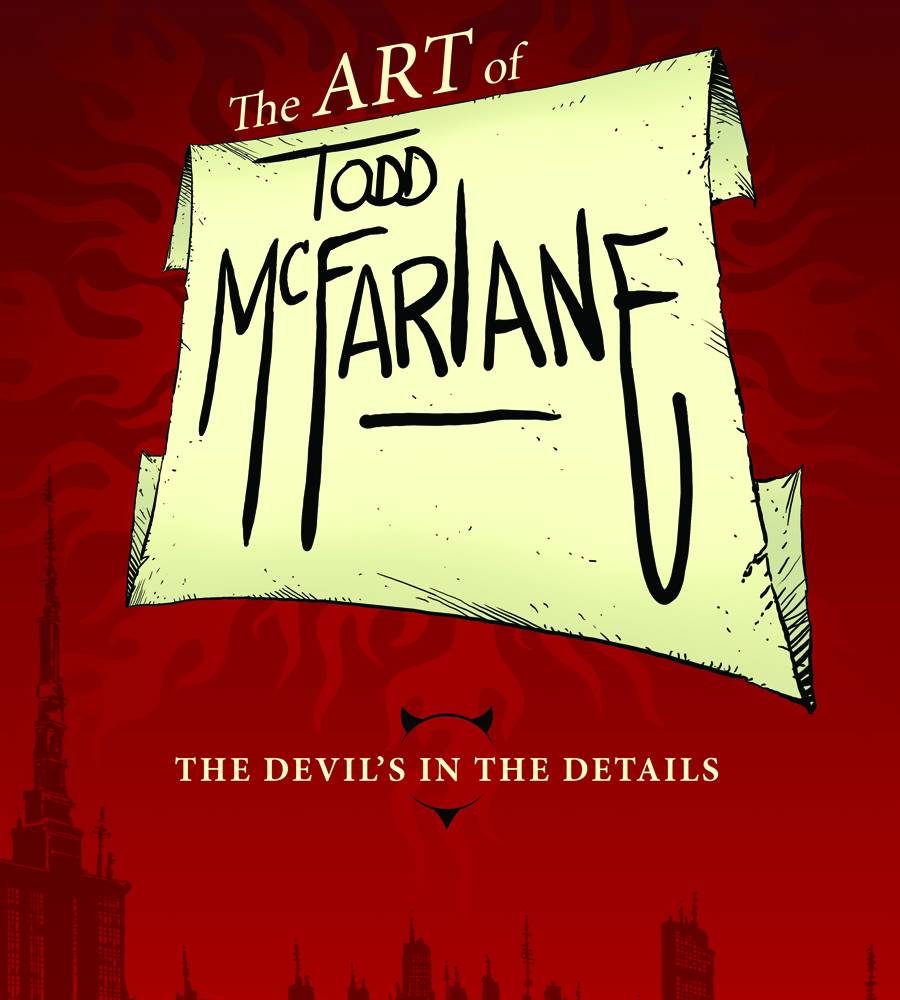 The ART of
TODD
McFARlANE
THE DEVIL’S IN THE DETAILS